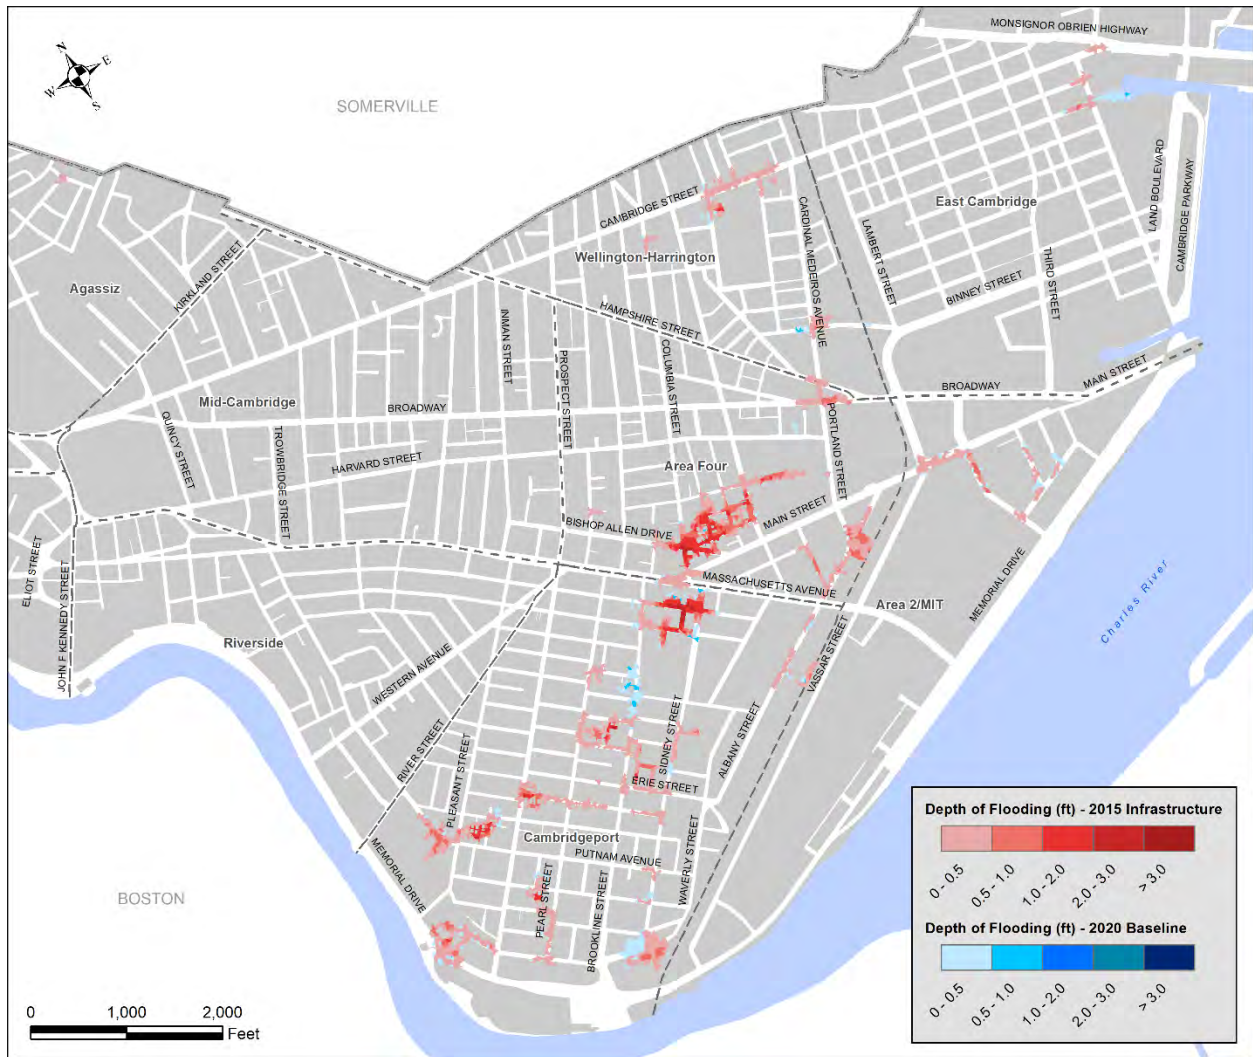 MONSIGNOR OBRIEN HIGHWAY
N
E
W
S
SOMERVILLE
LAND BOULEVARD
CAMBRIDGE PARKWAY
CAMBRIDGE STREET
East Cambridge
CARDINAL MEDEIROS AVENUE
LAMBERT STREET
KIRKLAND STREET
Wellington-Harrington
THIRD STREET
BINNEY STREET
Agassiz
HAMPSHIRE STREET
INMAN STREET
PROSPECT STREET
COLUMBIA STREET
MAIN STREET
BROADWAY
Mid-Cambridge
BROADWAY
QUINCY STREET
TROWBRIDGE STREET
PORTLAND STREET
HARVARD STREET
Area Four
MAIN STREET
BISHOP ALLEN DRIVE
ELIOT STREET
MASSACHUSETTS AVENUE
MEMORIAL DRIVE
Charles River
Area 2/MIT
JOHN F KENNEDY STREET
Riverside
WESTERN AVENUE
VASSAR STREET
RIVER STREET
SIDNEY STREET
ALBANY STREET
PLEASANT STREET
ERIE STREET
Cambridgeport
PUTNAM AVENUE
WAVERLY STREET
MEMORIAL DRIVE
PEARL STREET
BROOKLINE STREET
BOSTON
Depth of Flooding (ft) - 2015 Infrastructure
0 - 0.5
0.5 - 1.0
1.0 - 2.0
2.0 - 3.0
> 3.0
Depth of Flooding (ft) - 2020 Baseline
0 - 0.5
0.5 - 1.0
1.0 - 2.0
2.0 - 3.0
> 3.0
0 1,000 2,000
Feet